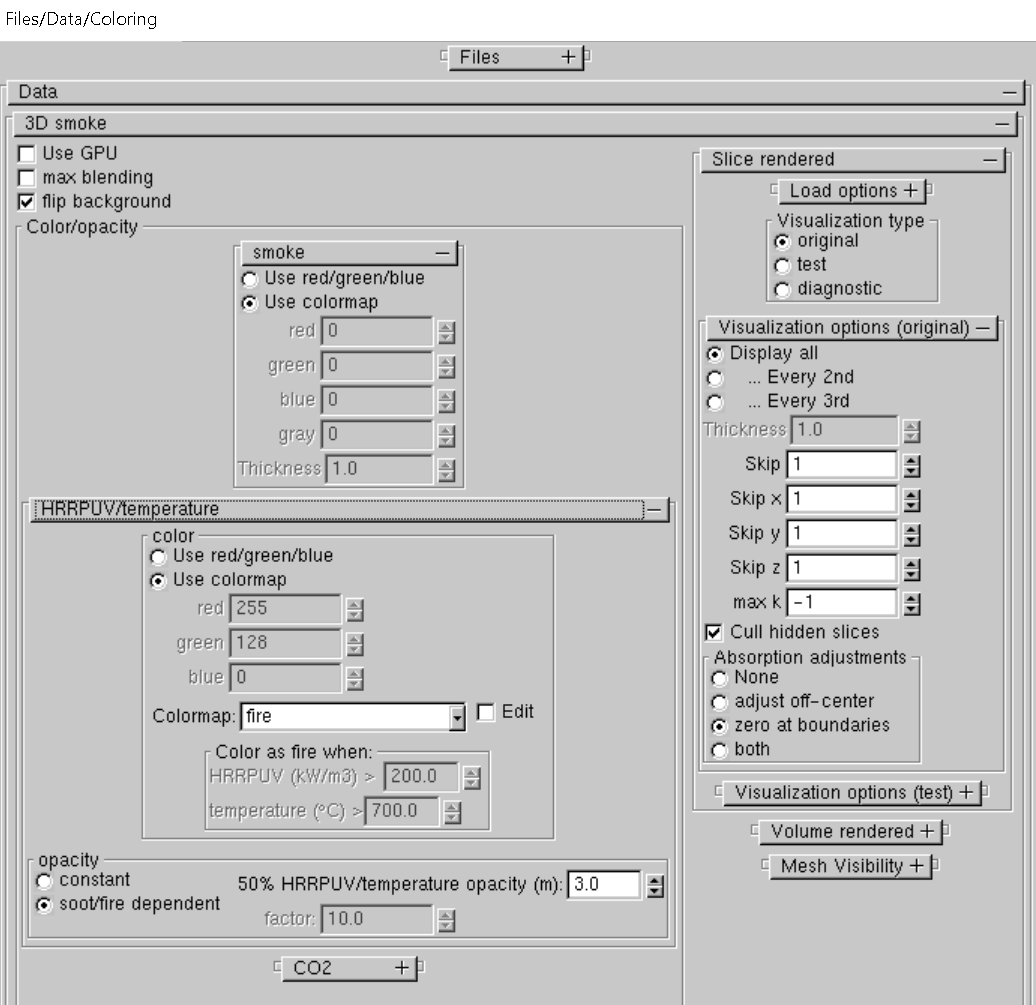 Files/Data/Coloring
Files +
Data −
3D smoke −
Use GPU
max blending
flip background
Color/opacity
smoke −
Use red/green/blue
Use colormap
red 0
green 0
blue 0
gray 0
Thickness 1.0
HRRPUV/temperature −
color
Use red/green/blue
Use colormap
red 255
green 128
blue 0
Colormap: fire
Edit
Color as fire when:
HRRPUV (kW/m3) > 200.0
temperature (°C) > 700.0
opacity
constant
soot/fire dependent
50% HRRPUV/temperature opacity (m): 3.0
factor: 10.0
CO2 +
Slice rendered −
Load options +
Visualization type
original
test
diagnostic
Visualization options (original) −
Display all
... Every 2nd
... Every 3rd
Thickness 1.0
Skip 1
Skip x 1
Skip y 1
Skip z 1
max k -1
Cull hidden slices
Absorption adjustments
None
adjust off-center
zero at boundaries
both
Visualization options (test) +
Volume rendered +
Mesh Visibility +